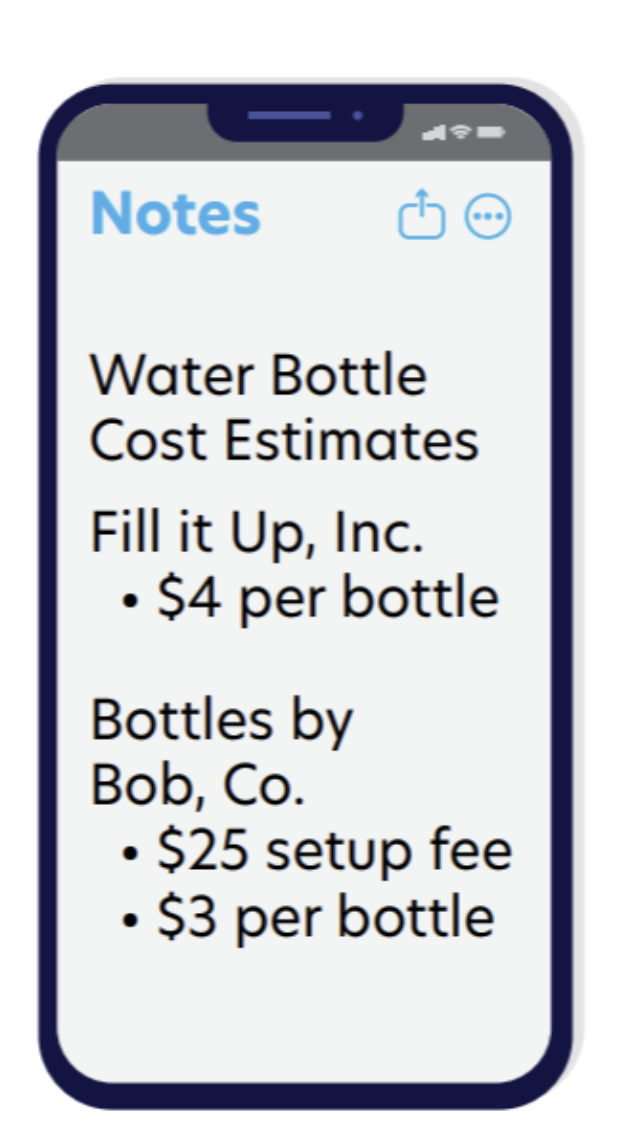 Notes
Water Bottle
Cost Estimates
Fill it Up, Inc.
• $4 per bottle
Bottles by
Bob, Co.
• $25 setup fee
• $3 per bottle